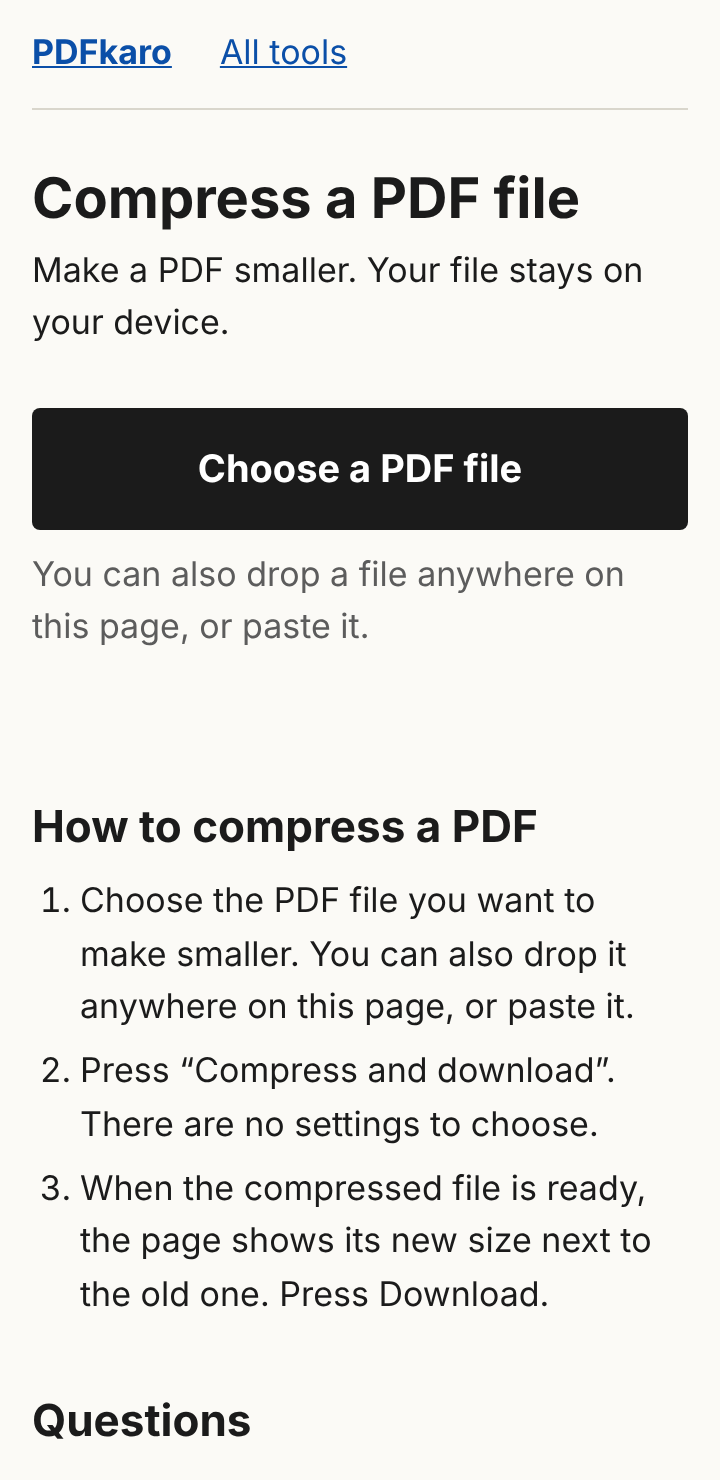 PDFkaro All tools
Compress a PDF file
Make a PDF smaller. Your file stays on
your device.
Choose a PDF file
You can also drop a file anywhere on
this page, or paste it.
How to compress a PDF
1. Choose the PDF file you want to
make smaller. You can also drop it
anywhere on this page, or paste it.
2. Press “Compress and download”.
There are no settings to choose.
3. When the compressed file is ready,
the page shows its new size next to
the old one. Press Download.
Questions